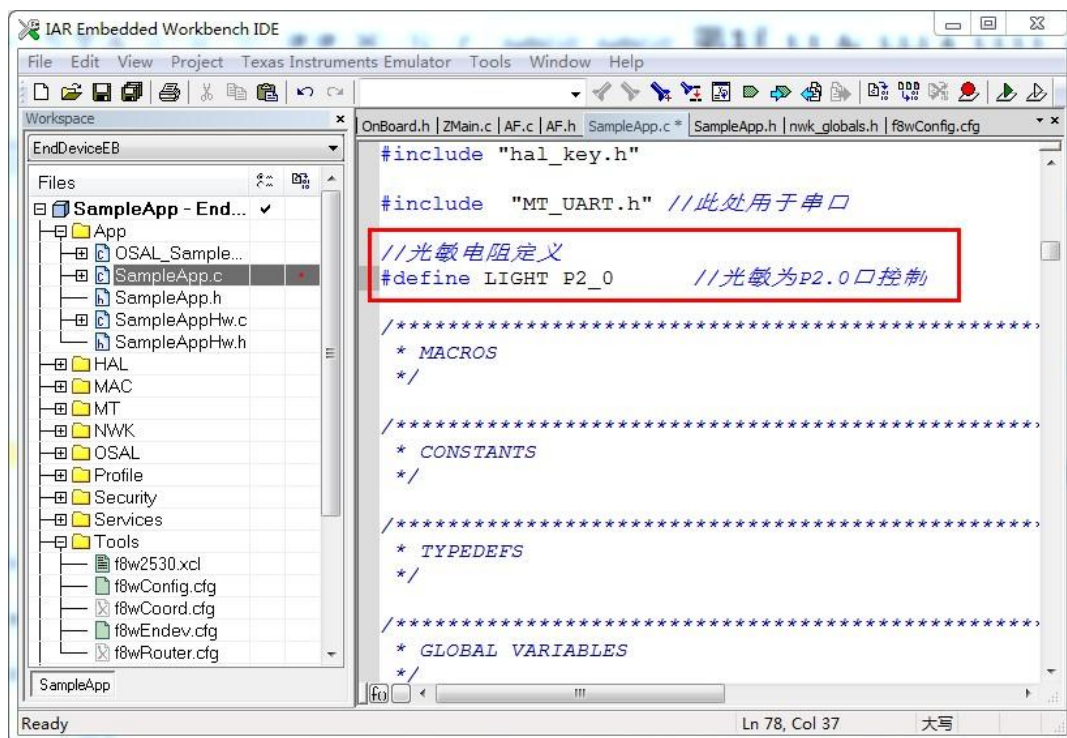 IAR Embedded Workbench IDE
File Edit View Project Texas Instruments Emulator Tools Window Help
Workspace
EndDeviceEB
Files
SampleApp - End...
App
OSAL_Sample...
SampleApp.c
SampleApp.h
SampleAppHw.c
SampleAppHw.h
HAL
MAC
MT
NWK
OSAL
Profile
Security
Services
Tools
f8w2530.xcl
f8wConfig.cfg
f8wCoord.cfg
f8wEndev.cfg
f8wRouter.cfg
SampleApp
OnBoard.h | ZMain.c | AF.c | AF.h SampleApp.c * SampleApp.h | nwk_globals.h | f8wConfig.cfg
#include "hal_key.h"
#include "MT_UART.h" //此处用于串口
//光敏电阻定义
#define LIGHT P2_0 //光敏为P2.0口控制
/****************************************************
* MACROS
*/
/****************************************************
* CONSTANTS
*/
/****************************************************
* TYPEDEFS
*/
/****************************************************
* GLOBAL VARIABLES
*/
f()
Ready
Ln 78, Col 37
大写